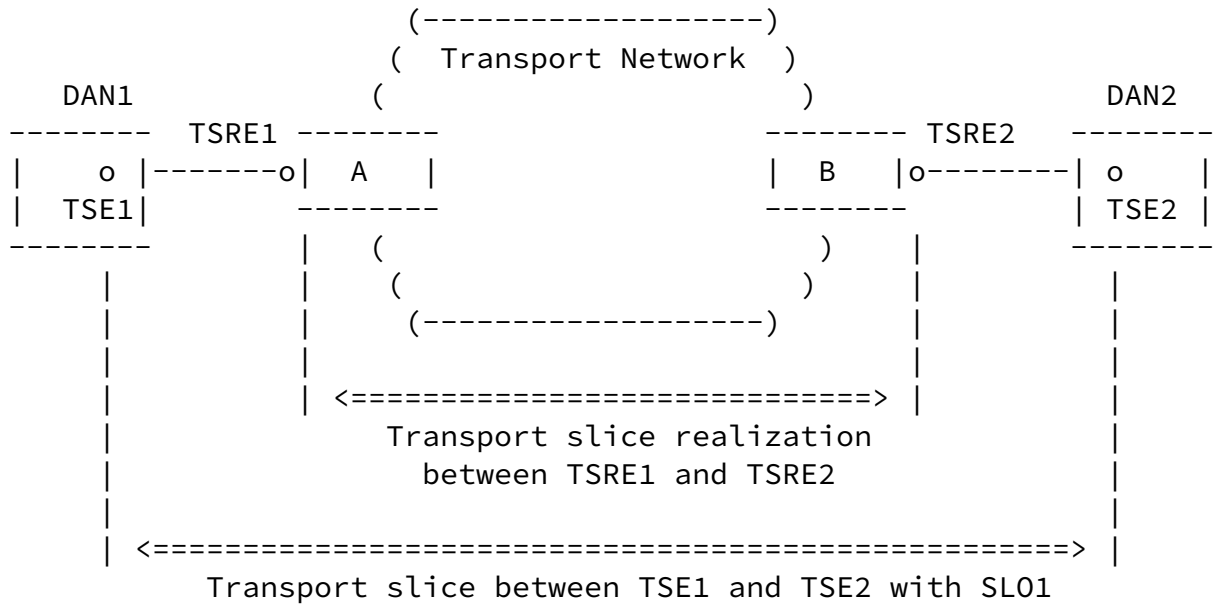 (-------------------)
( Transport Network )
DAN1 ( ) DAN2
-------- TSRE1 -------- -------- TSRE2 --------
| o |-------o| A | | B |o--------| o |
| TSE1| -------- -------- | TSE2 |
-------- | ( ) | --------
| | ( ) | |
| | (-------------------) | |
| | | |
| | <=============================> | |
| Transport slice realization |
| between TSRE1 and TSRE2 |
| |
| <===================================================> |
Transport slice between TSE1 and TSE2 with SLO1